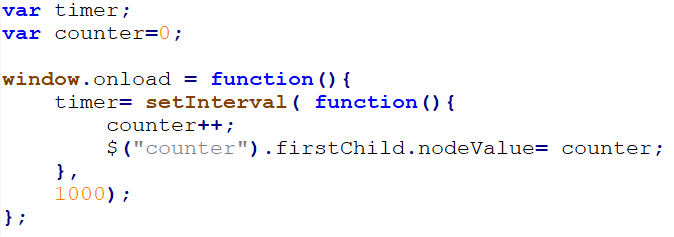 var timer;
var counter=0;
window.onload = function(){
timer= setInterval( function(){
counter++;
$("counter").firstChild.nodeValue= counter;
},
1000);
};